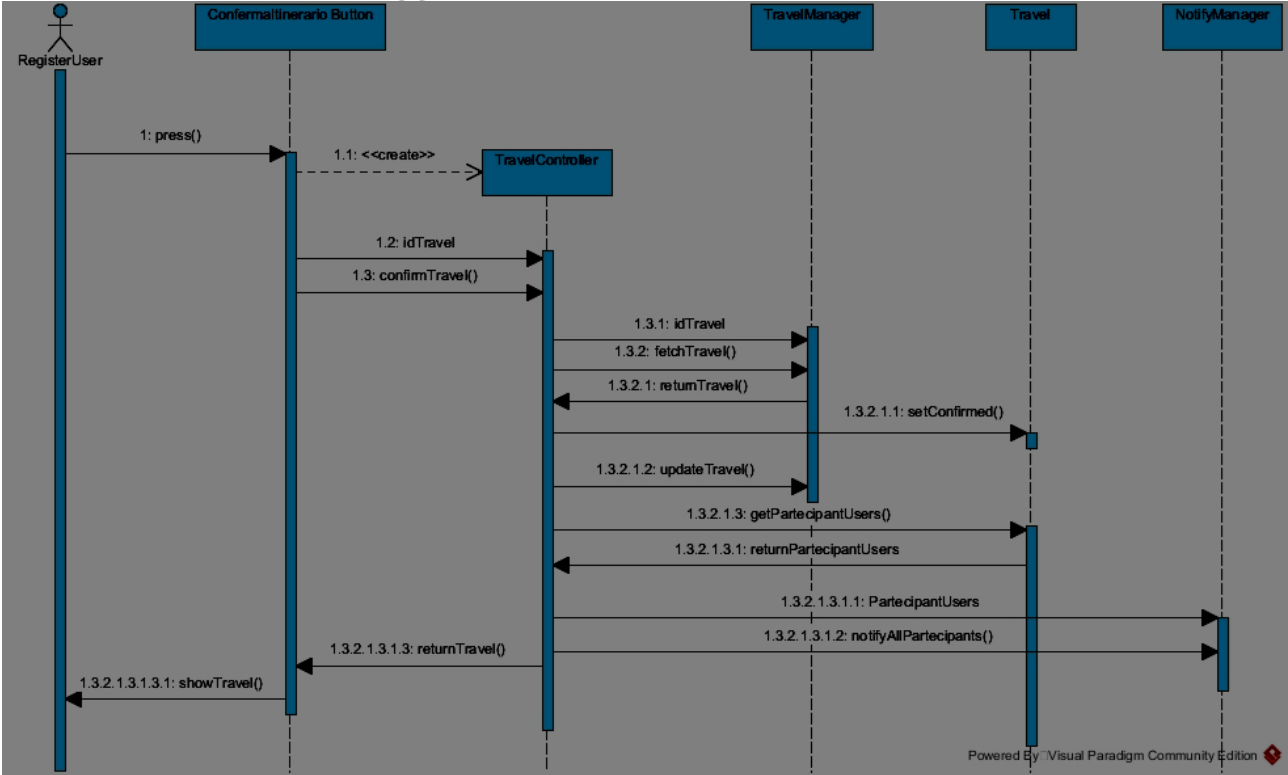 ConfermaItinerario Button
TravelManager
Travel
NotifyManager
RegisterUser
1: press()
1.1: <<create>>
TravelController
1.2: idTravel
1.3: confirmTravel()
1.3.1: idTravel
1.3.2: fetchTravel()
1.3.2.1: returnTravel()
1.3.2.1.1: setConfirmed()
1.3.2.1.2: updateTravel()
1.3.2.1.3: getPartecipantUsers()
1.3.2.1.3.1: returnPartecipantUsers
1.3.2.1.3.1.1: PartecipantUsers
1.3.2.1.3.1.2: notifyAllPartecipants()
1.3.2.1.3.1.3: returnTravel()
1.3.2.1.3.1.3.1: showTravel()
Powered By Visual Paradigm Community Edition